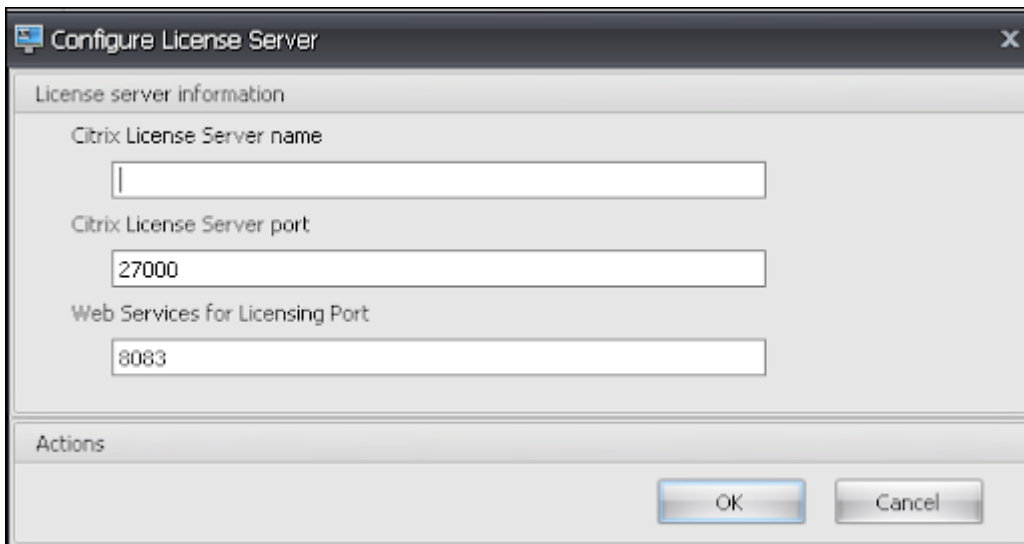 Configure License Server
X
License server information
Citrix License Server name
Citrix License Server port
27000
Web Services for Licensing Port
8083
Actions
OK
Cancel